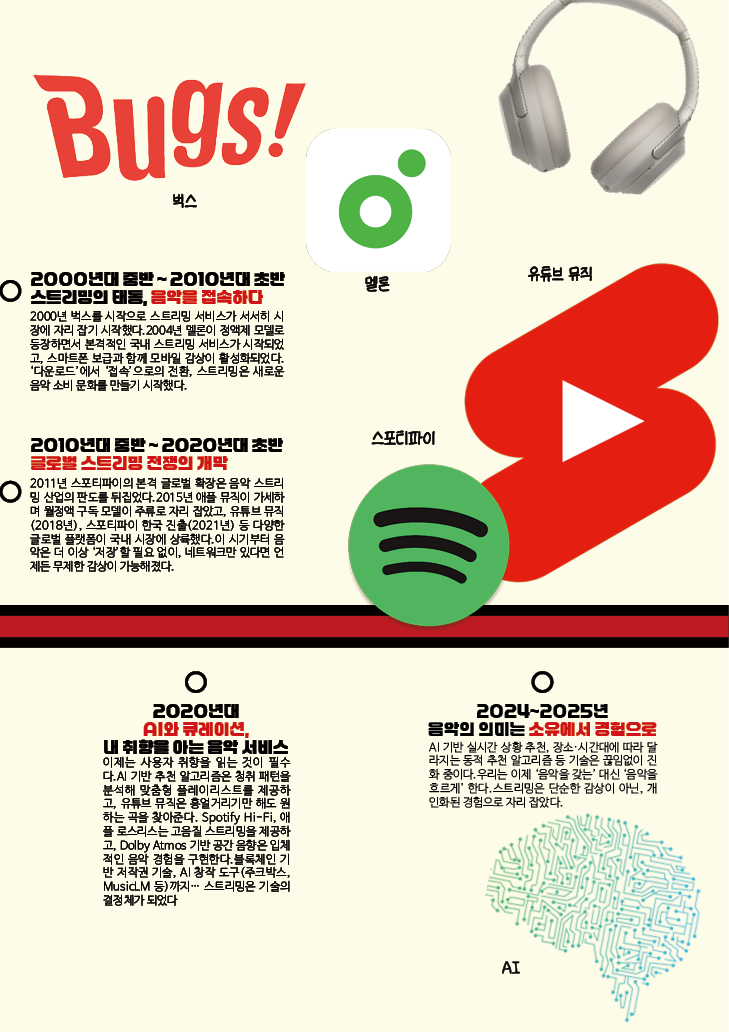 Bugs!
벅스
멜론
유튜브 뮤직
2000년대 중반 ~ 2010년대 초반
스트리밍의 태동, 음악을 접속하다
2000년 벅스를 시작으로 스트리밍 서비스가 서서히 시
장에 자리 잡기 시작했다.2004년 멜론이 정액제 모델로
등장하면서 본격적인 국내 스트리밍 서비스가 시작되었
고, 스마트폰 보급과 함께 모바일 감상이 활성화되었다.
‘다운로드’에서 ‘접속’으로의 전환, 스트리밍은 새로운
음악 소비 문화를 만들기 시작했다.
스포티파이
2010년대 중반 ~ 2020년대 초반
글로벌 스트리밍 전쟁의 개막
2011년 스포티파이의 본격 글로벌 확장은 음악 스트리
밍 산업의 판도를 뒤집었다.2015년 애플 뮤직이 가세하
며 월정액 구독 모델이 주류로 자리 잡았고, 유튜브 뮤직
(2018년), 스포티파이 한국 진출(2021년) 등 다양한
글로벌 플랫폼이 국내 시장에 상륙했다.이 시기부터 음
악은 더 이상 ‘저장’할 필요 없이, 네트워크만 있다면 언
제든 무제한 감상이 가능해졌다.
2020년대
AI와 큐레이션,
내 취향을 아는 음악 서비스
이제는 사용자 취향을 읽는 것이 필수
다.AI 기반 추천 알고리즘은 청취 패턴을
분석해 맞춤형 플레이리스트를 제공하
고, 유튜브 뮤직은 흥얼거리기만 해도 원
하는 곡을 찾아준다. Spotify Hi-Fi, 애
플 로스리스는 고음질 스트리밍을 제공하
고, Dolby Atmos 기반 공간 음향은 입체
적인 음악 경험을 구현한다.블록체인 기
반 저작권 기술, AI 창작 도구(주크박스,
MusicLM 등)까지… 스트리밍은 기술의
결정체가 되었다
2024~2025년
음악의 의미는 소유에서 경험으로
AI 기반 실시간 상황 추천, 장소·시간대에 따라 달
라지는 동적 추천 알고리즘 등 기술은 끊임없이 진
화 중이다.우리는 이제 ‘음악을 갖는’ 대신 ‘음악을
흐르게’ 한다.스트리밍은 단순한 감상이 아닌, 개
인화된 경험으로 자리 잡았다.
AI